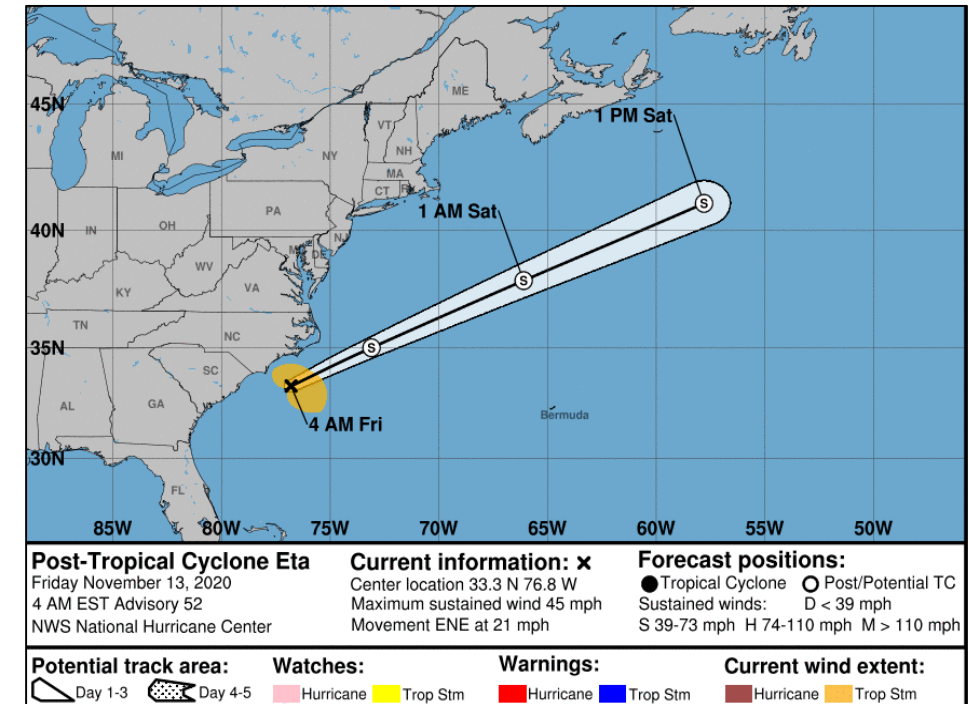 ME
45N
1 PM Sat
VT
NH
MI
NY
MA
CT
1 AM Sat
PA
40N
IN
OH
NJ
DE
WV
VA
KY
S
S
TN
NC
35N
S
SC
AL
GA
4 AM Fri
Bermuda
30N
FL
85W 80W 75W 70W 65W 60W 55W 50W
Post-Tropical Cyclone Eta
Friday November 13, 2020
4 AM EST Advisory 52
NWS National Hurricane Center
Current information: x
Center location 33.3 N 76.8 W
Maximum sustained wind 45 mph
Movement ENE at 21 mph
Forecast positions:
Tropical Cyclone Post/Potential TC
Sustained winds: D < 39 mph
S 39-73 mph H 74-110 mph M > 110 mph
Potential track area:
Day 1-3 Day 4-5
Watches:
Hurricane Trop Stm
Warnings:
Hurricane Trop Stm
Current wind extent:
Hurricane Trop Stm